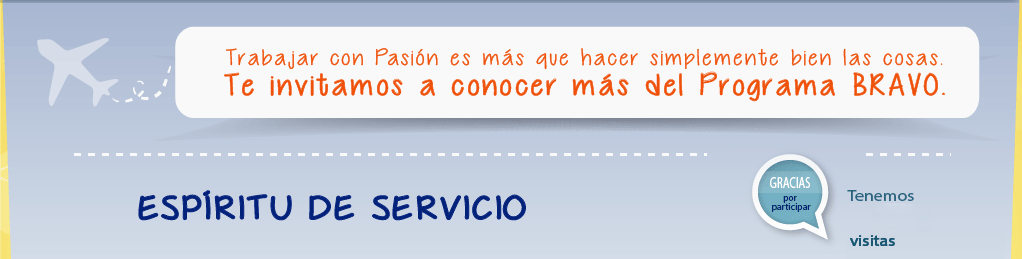 Trabajar con Pasión es más que hacer simplemente bien las cosas.
Te invitamos a conocer más del Programa BRAVO.
ESPÍRITU DE SERVICIO
GRACIAS
por
participar
Tenemos
visitas